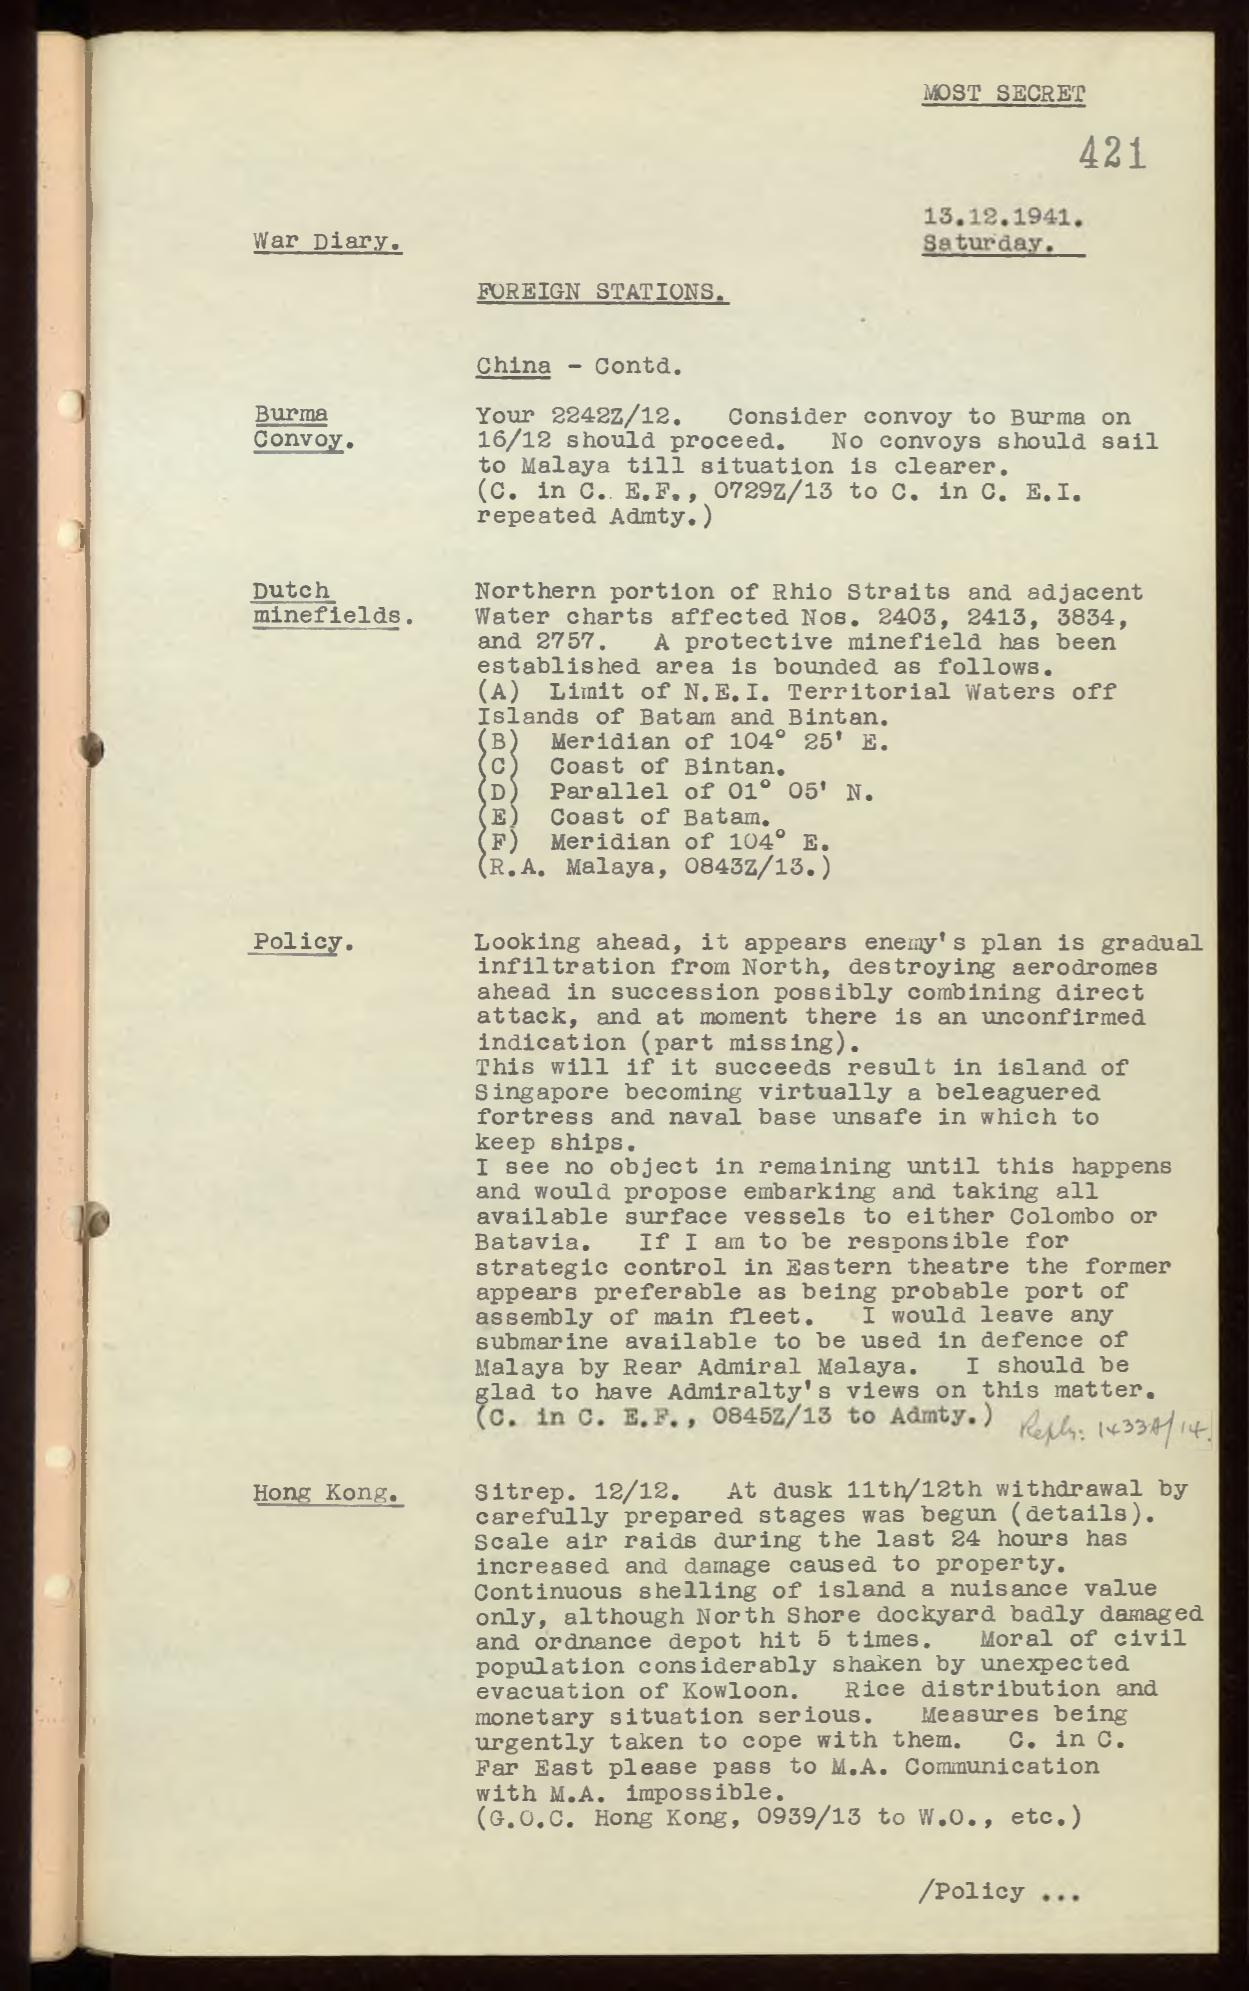 MOST SECRET
421
13.12.1941.
Saturday.
War Diary.
FOREIGN STATIONS.
China - Contd.
Burma
Convoy.
Your 2242Z/12. Consider convoy to Burma on
16/12 should proceed. No convoys should sail
to Malaya till situation is clearer.
(C. in C. E.F., 0729Z/13 to C. in C. E.I.
repeated Admty.)
Dutch
minefields.
Northern portion of Rhio Straits and adjacent
Water charts affected Nos. 2403, 2413, 3834,
and 2757. A protective minefield has been
established area is bounded as follows.
(A) Limit of N.E.I. Territorial Waters off
Islands of Batam and Bintan.
(B) Meridian of 104° 25' E.
(C) Coast of Bintan.
(D) Parallel of 01° 05' N.
(E) Coast of Batam.
(F) Meridian of 104° E.
(R.A. Malaya, 0843Z/13.)
Policy.
Looking ahead, it appears enemy's plan is gradual
infiltration from North, destroying aerodromes
ahead in succession possibly combining direct
attack, and at moment there is an unconfirmed
indication (part missing).
This will if it succeeds result in island of
Singapore becoming virtually a beleaguered
fortress and naval base unsafe in which to
keep ships.
I see no object in remaining until this happens
and would propose embarking and taking all
available surface vessels to either Colombo or
Batavia. If I am to be responsible for
strategic control in Eastern theatre the former
appears preferable as being probable port of
assembly of main fleet. I would leave any
submarine available to be used in defence of
Malaya by Rear Admiral Malaya. I should be
glad to have Admiralty's views on this matter.
(C. in C. E.F., 0845Z/13 to Admty.) Reply: 1433A/14.
Hong Kong.
Sitrep. 12/12. At dusk 11th/12th withdrawal by
carefully prepared stages was begun (details).
Scale air raids during the last 24 hours has
increased and damage caused to property.
Continuous shelling of island a nuisance value
only, although North Shore dockyard badly damaged
and ordnance depot hit 5 times. Moral of civil
population considerably shaken by unexpected
evacuation of Kowloon. Rice distribution and
monetary situation serious. Measures being
urgently taken to cope with them. C. in C.
Far East please pass to M.A. Communication
with M.A. impossible.
(G.O.C. Hong Kong, 0939/13 to W.O., etc.)
/Policy ...